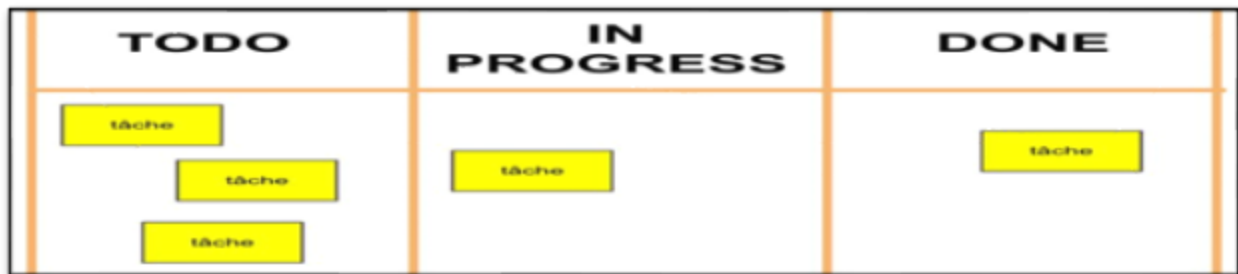 TODO
IN
PROGRESS
DONE
tâche
tâche
tâche
tâche
tâche